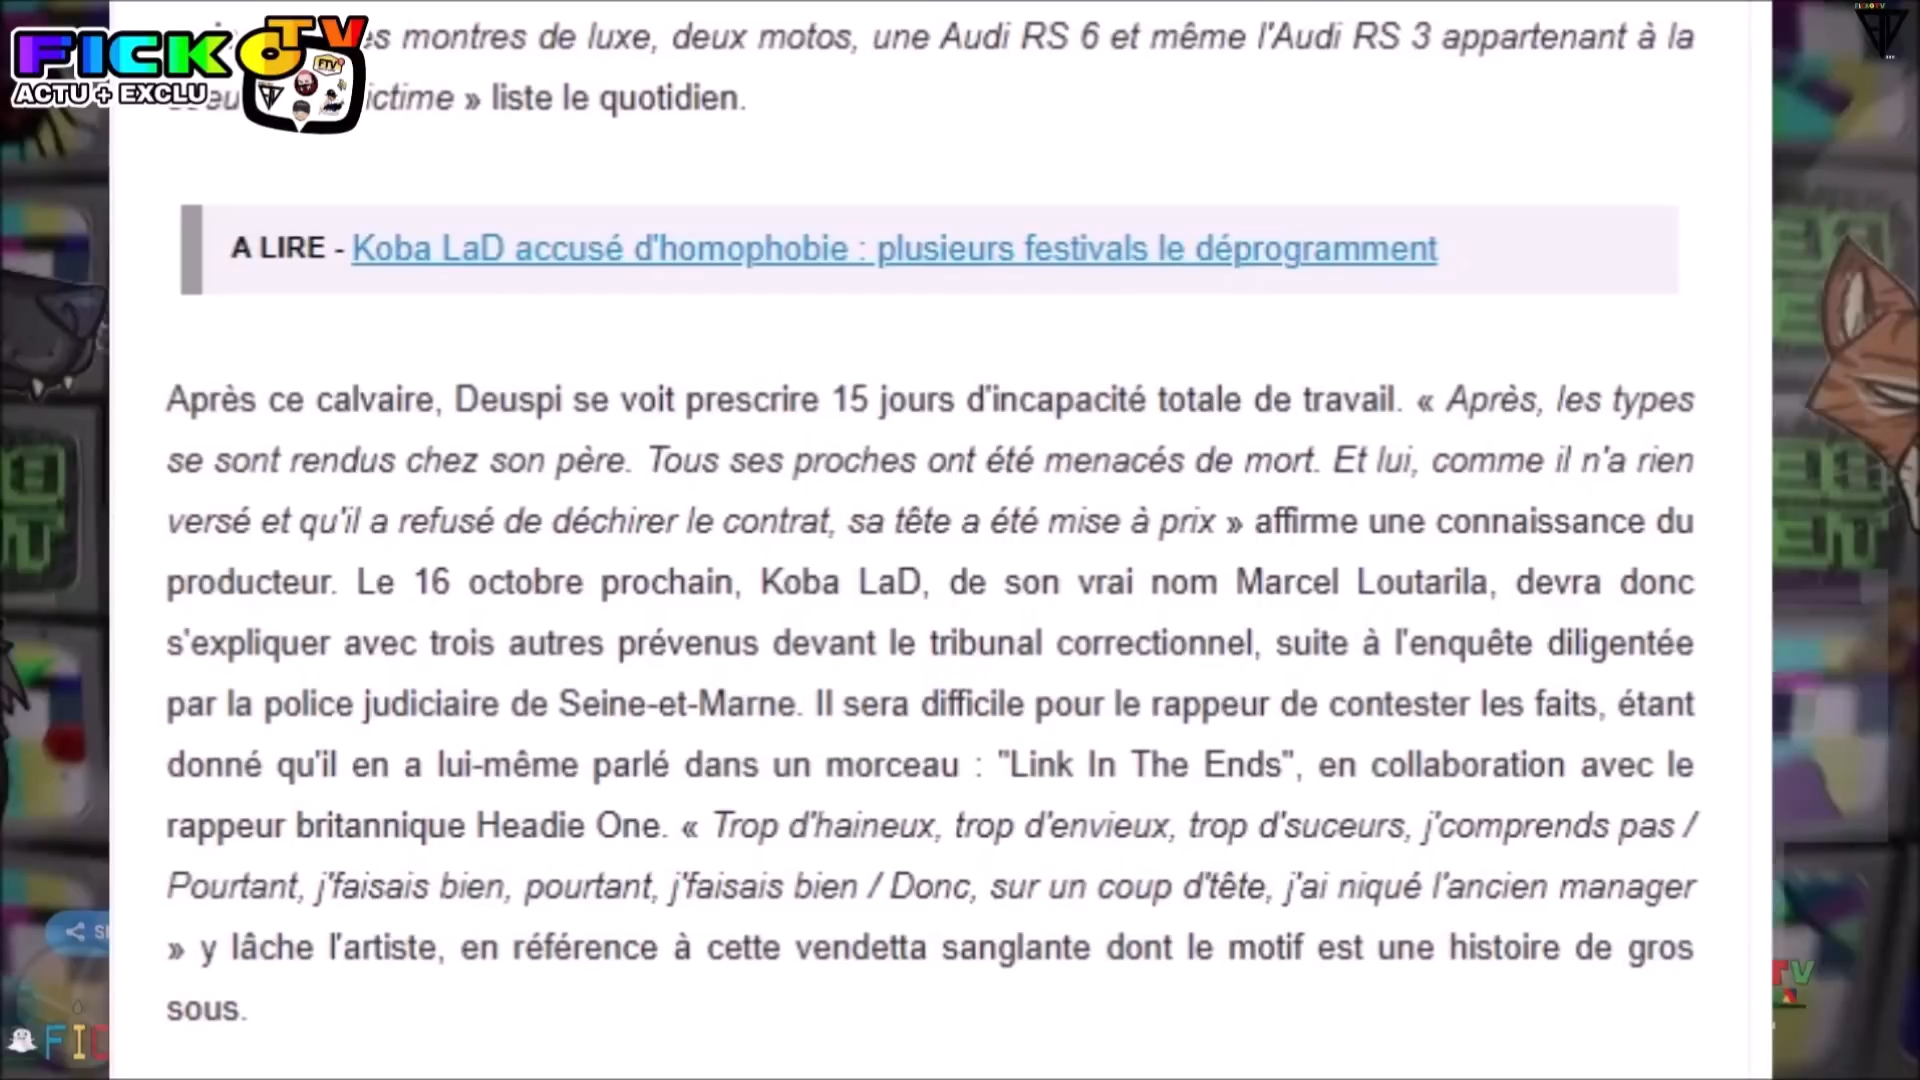 FICKO TV
ACTU + EXCLU
FTV
es montres de luxe, deux motos, une Audi RS 6 et même l'Audi RS 3 appartenant à la
ictime » liste le quotidien.
A LIRE - Koba LaD accusé d'homophobie : plusieurs festivals le déprogramment
Après ce calvaire, Deuspi se voit prescrire 15 jours d'incapacité totale de travail. « Après, les types
se sont rendus chez son père. Tous ses proches ont été menacés de mort. Et lui, comme il n'a rien
versé et qu'il a refusé de déchirer le contrat, sa tête a été mise à prix » affirme une connaissance du
producteur. Le 16 octobre prochain, Koba LaD, de son vrai nom Marcel Loutarila, devra donc
s'expliquer avec trois autres prévenus devant le tribunal correctionnel, suite à l'enquête diligentée
par la police judiciaire de Seine-et-Marne. Il sera difficile pour le rappeur de contester les faits, étant
donné qu'il en a lui-même parlé dans un morceau : "Link In The Ends", en collaboration avec le
rappeur britannique Headie One. « Trop d'haineux, trop d'envieux, trop d'suceurs, j'comprends pas /
Pourtant, j'faisais bien, pourtant, j'faisais bien / Donc, sur un coup d'tête, j'ai niqué l'ancien manager
» y lâche l'artiste, en référence à cette vendetta sanglante dont le motif est une histoire de gros
sous.
TV
FIC